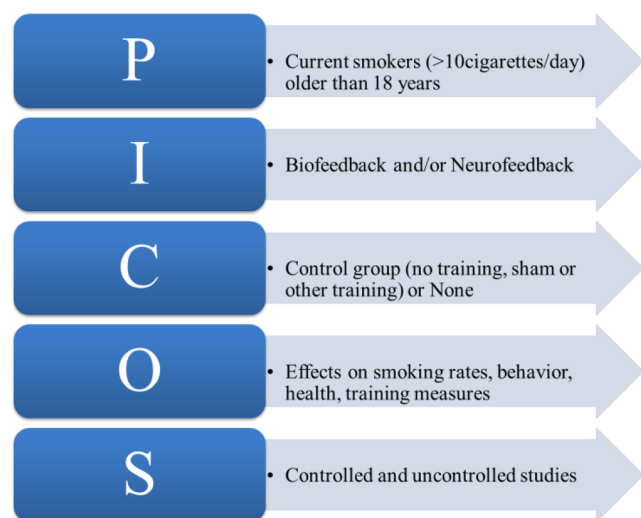 P
• Current smokers (>10cigarettes/day)
older than 18 years
I
• Biofeedback and/or Neurofeedback
C
• Control group (no training, sham or
other training) or None
O
• Effects on smoking rates, behavior,
health, training measures
S
• Controlled and uncontrolled studies